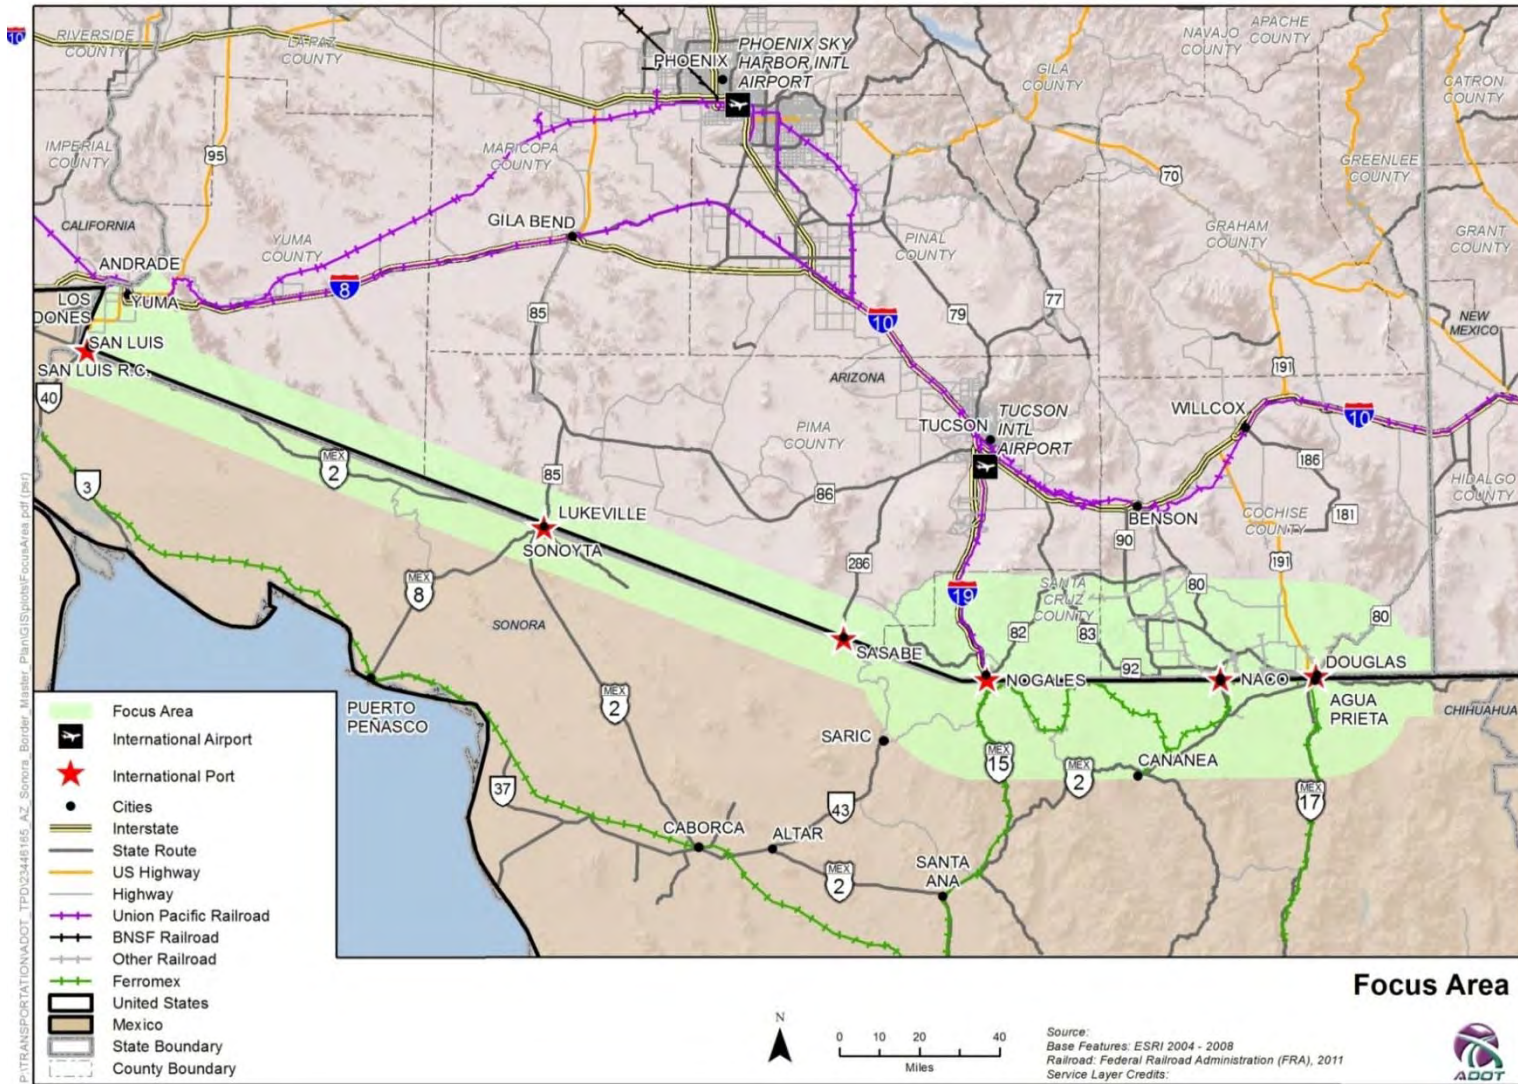 10
RIVERSIDE
COUNTY
LA PAZ
COUNTY
PHOENIX
PHOENIX SKY
HARBOR INTL
AIRPORT
GILA
COUNTY
NAVAJO
COUNTY
APACHE
COUNTY
CATRON
COUNTY
IMPERIAL
COUNTY
95
MARICOPA
COUNTY
70
GREENLEE
COUNTY
CALIFORNIA
YUMA
COUNTY
GILA BEND
PINAL
COUNTY
GRAHAM
COUNTY
GRANT
COUNTY
ANDRADE
YUMA
8
LOS
DONES
85
10
79
77
NEW
MEXICO
SAN LUIS
SAN LUIS R.C.
40
ARIZONA
191
WILLCOX
10
TUCSON
TUCSON
INTL
AIRPORT
PIMA
COUNTY
MEX
2
3
85
86
186
HIDALGO
COUNTY
181
LUKEVILLE
SONOYTA
BENSON
COCHISE
COUNTY
90
286
191
MEX
8
19
SANTA
CRUZ
COUNTY
80
80
SONORA
82
83
SASABE
92
NOGALES
NACO
DOUGLAS
AGUA
PRIETA
CHIHUAHUA
MEX
2
PUERTO
PEÑASCO
SARIC
MEX
15
MEX
2
CANANEA
MEX
17
37
43
CABORCA
ALTAR
MEX
2
SANTA
ANA
Focus Area
International Airport
International Port
Cities
Interstate
State Route
US Highway
Highway
Union Pacific Railroad
BNSF Railroad
Other Railroad
Ferromex
United States
Mexico
State Boundary
County Boundary
P:\TRANSPORTATION\ADOT_TPD\23446165_AZ_Sonora_Border_Master_Plan\GIS\plots\FocusArea.pdf (psr)
Focus Area
N
0 10 20 40
Miles
Source:
Base Features: ESRI 2004 - 2008
Railroad: Federal Railroad Administration (FRA), 2011
Service Layer Credits:
ADOT